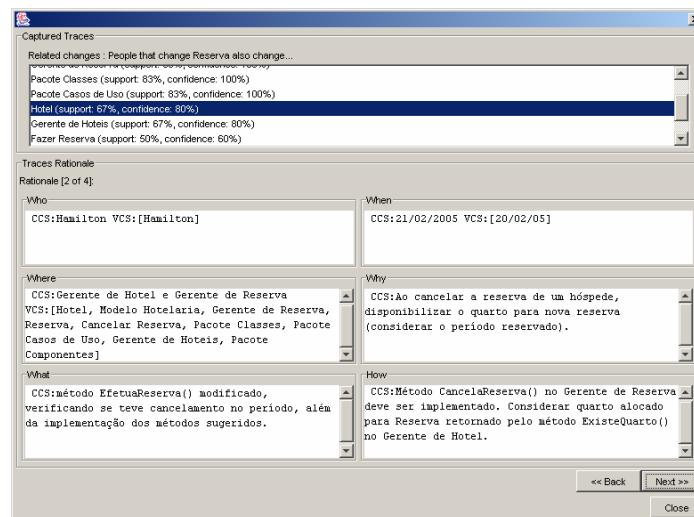 Captured Traces
Related changes : People that change Reserva also change...
Pacote Classes (support: 83%, confidence: 100%)
Pacote Casos de Uso (support: 83%, confidence: 100%)
Hotel (support: 67%, confidence: 80%)
Gerente de Hoteis (support: 67%, confidence: 80%)
Fazer Reserva (support: 50%, confidence: 60%)
Traces Rationale
Rationale [2 of 4]:
Who
CCS:Hamilton VCS:[Hamilton]
When
CCS:21/02/2005 VCS:[20/02/05]
Where
CCS:Gerente de Hotel e Gerente de Reserva
VCS:[Hotel, Modelo Hotelaria, Gerente de Reserva,
Reserva, Cancelar Reserva, Pacote Classes, Pacote
Casos de Uso, Gerente de Hoteis, Pacote
Componentes]
Why
CCS:Ao cancelar a reserva de um hóspede,
disponibilizar o quarto para nova reserva
(considerar o período reservado).
What
CCS:método EfetuaReserva() modificado,
verificando se teve cancelamento no período, além
da implementação dos métodos sugeridos.
How
CCS:Método CancelaReserva() no Gerente de Reserva
deve ser implementado. Considerar quarto alocado
para Reserva retornado pelo método ExisteQuarto()
no Gerente de Hotel.
<< Back
Next >>
Close